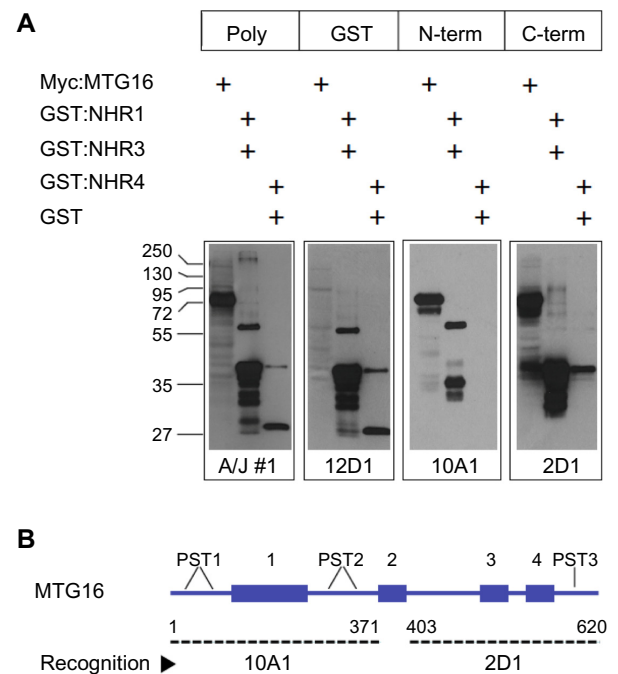 A
Poly GST N-term C-term
Myc:MTG16 + + + +
GST:NHR1 + + + +
GST:NHR3 + + + +
GST:NHR4 + + + +
GST + + + +
250
130
95
72
55
35
27
A/J #1 12D1 10A1 2D1
B
PST1 1 PST2 2 3 4 PST3
MTG16
1 371 403 620
Recognition ▶ 10A1 2D1